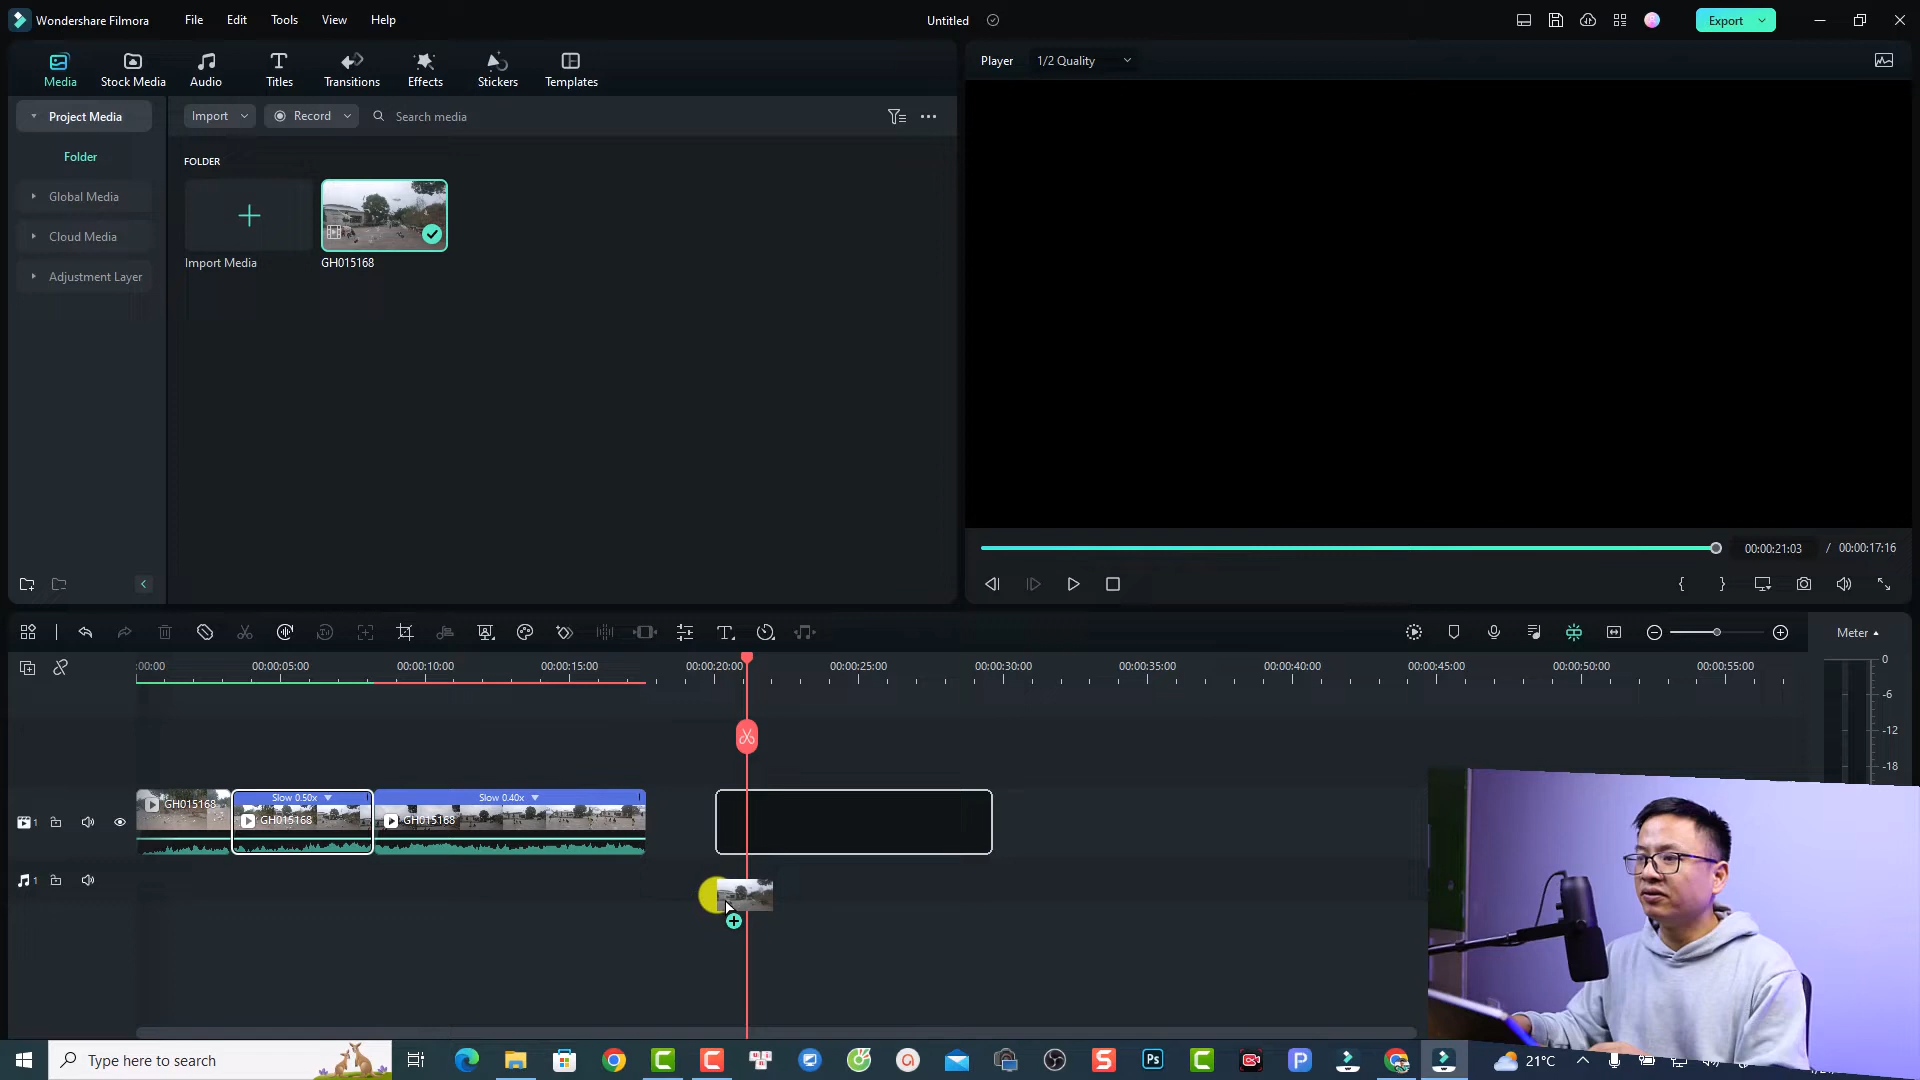 Wondershare Filmora
File
Edit
Tools
View
Help
Untitled
Export
Media
Stock Media
Audio
Titles
Transitions
Effects
Stickers
Templates
Player
1/2 Quality
Project Media
Folder
Global Media
Cloud Media
Adjustment Layer
Import
Record
Search media
FOLDER
Import Media
GH015168
00:00:21:03
/
00:00:17:16
Meter
:00:00
00:00:05:00
00:00:10:00
00:00:15:00
00:00:20:00
00:00:25:00
00:00:30:00
00:00:35:00
00:00:40:00
00:00:45:00
00:00:50:00
00:00:55:00
0
-6
-12
-18
GH015168
Slow 0.50x
GH015168
Slow 0.40x
GH015168
1
1
Type here to search
Ps
21°C